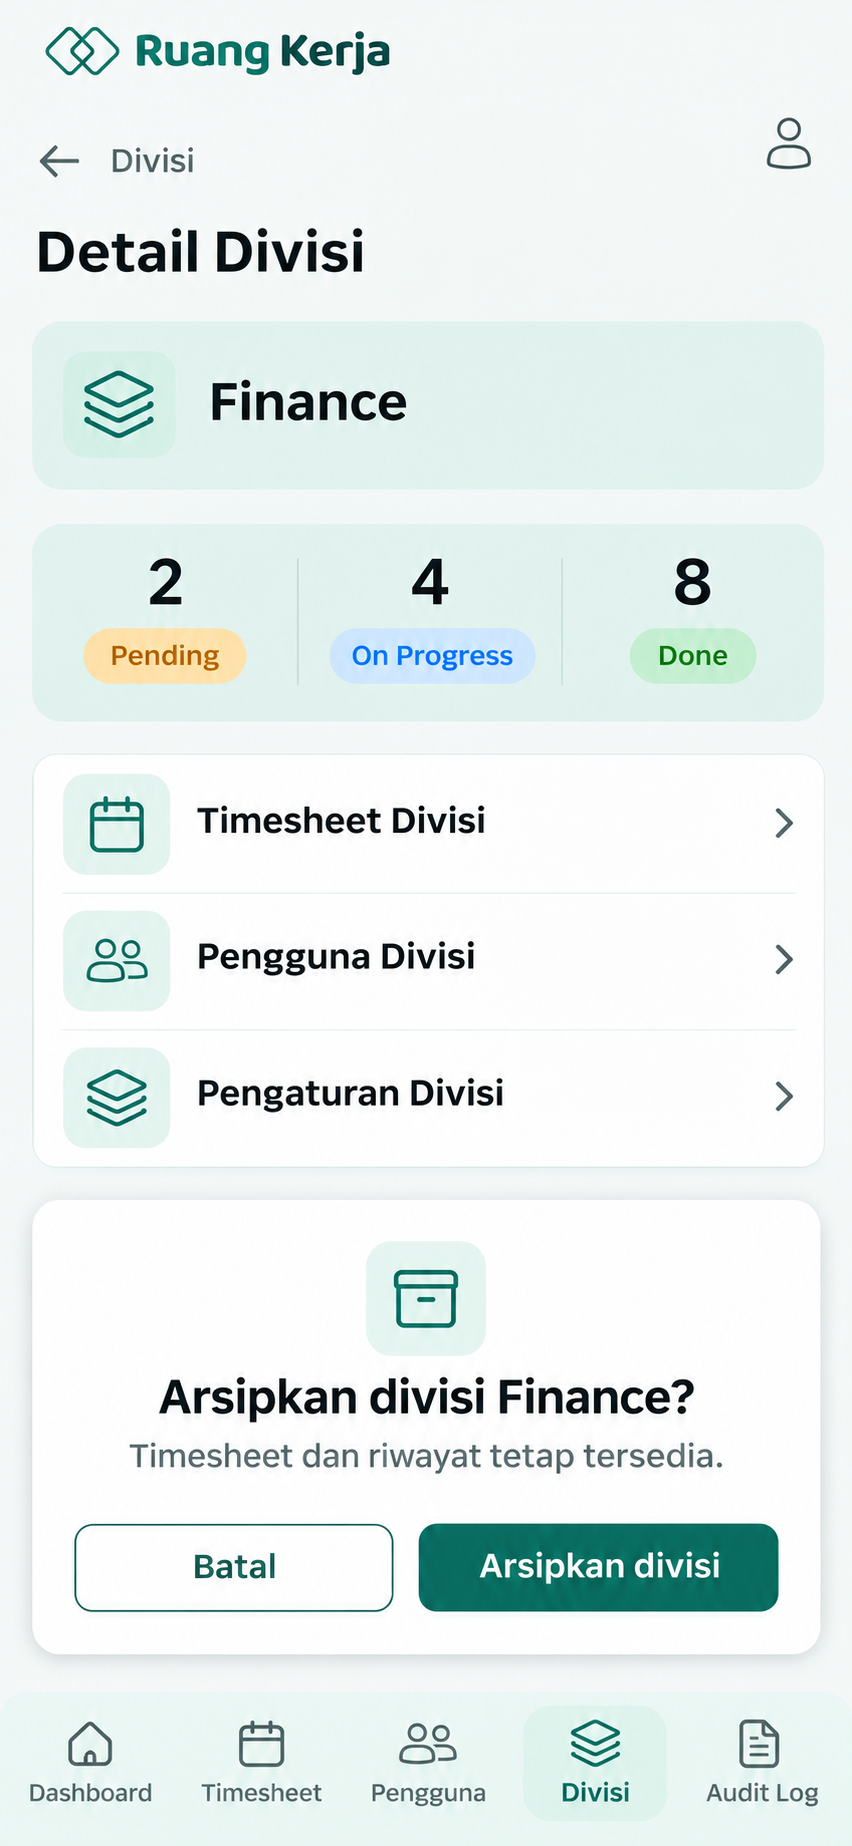 Ruang Kerja
Divisi
Detail Divisi
Finance
2
4
8
Pending
On Progress
Done
Timesheet Divisi
Pengguna Divisi
Pengaturan Divisi
Arsipkan divisi Finance?
Timesheet dan riwayat tetap tersedia.
Batal
Arsipkan divisi
Dashboard
Timesheet
Pengguna
Divisi
Audit Log